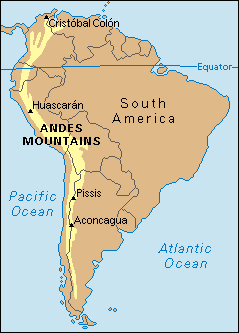 Cristóbal Colón
Equator
Huascarán
South
America
ANDES
MOUNTAINS
Pacific
Ocean
Pissis
Aconcagua
Atlantic
Ocean